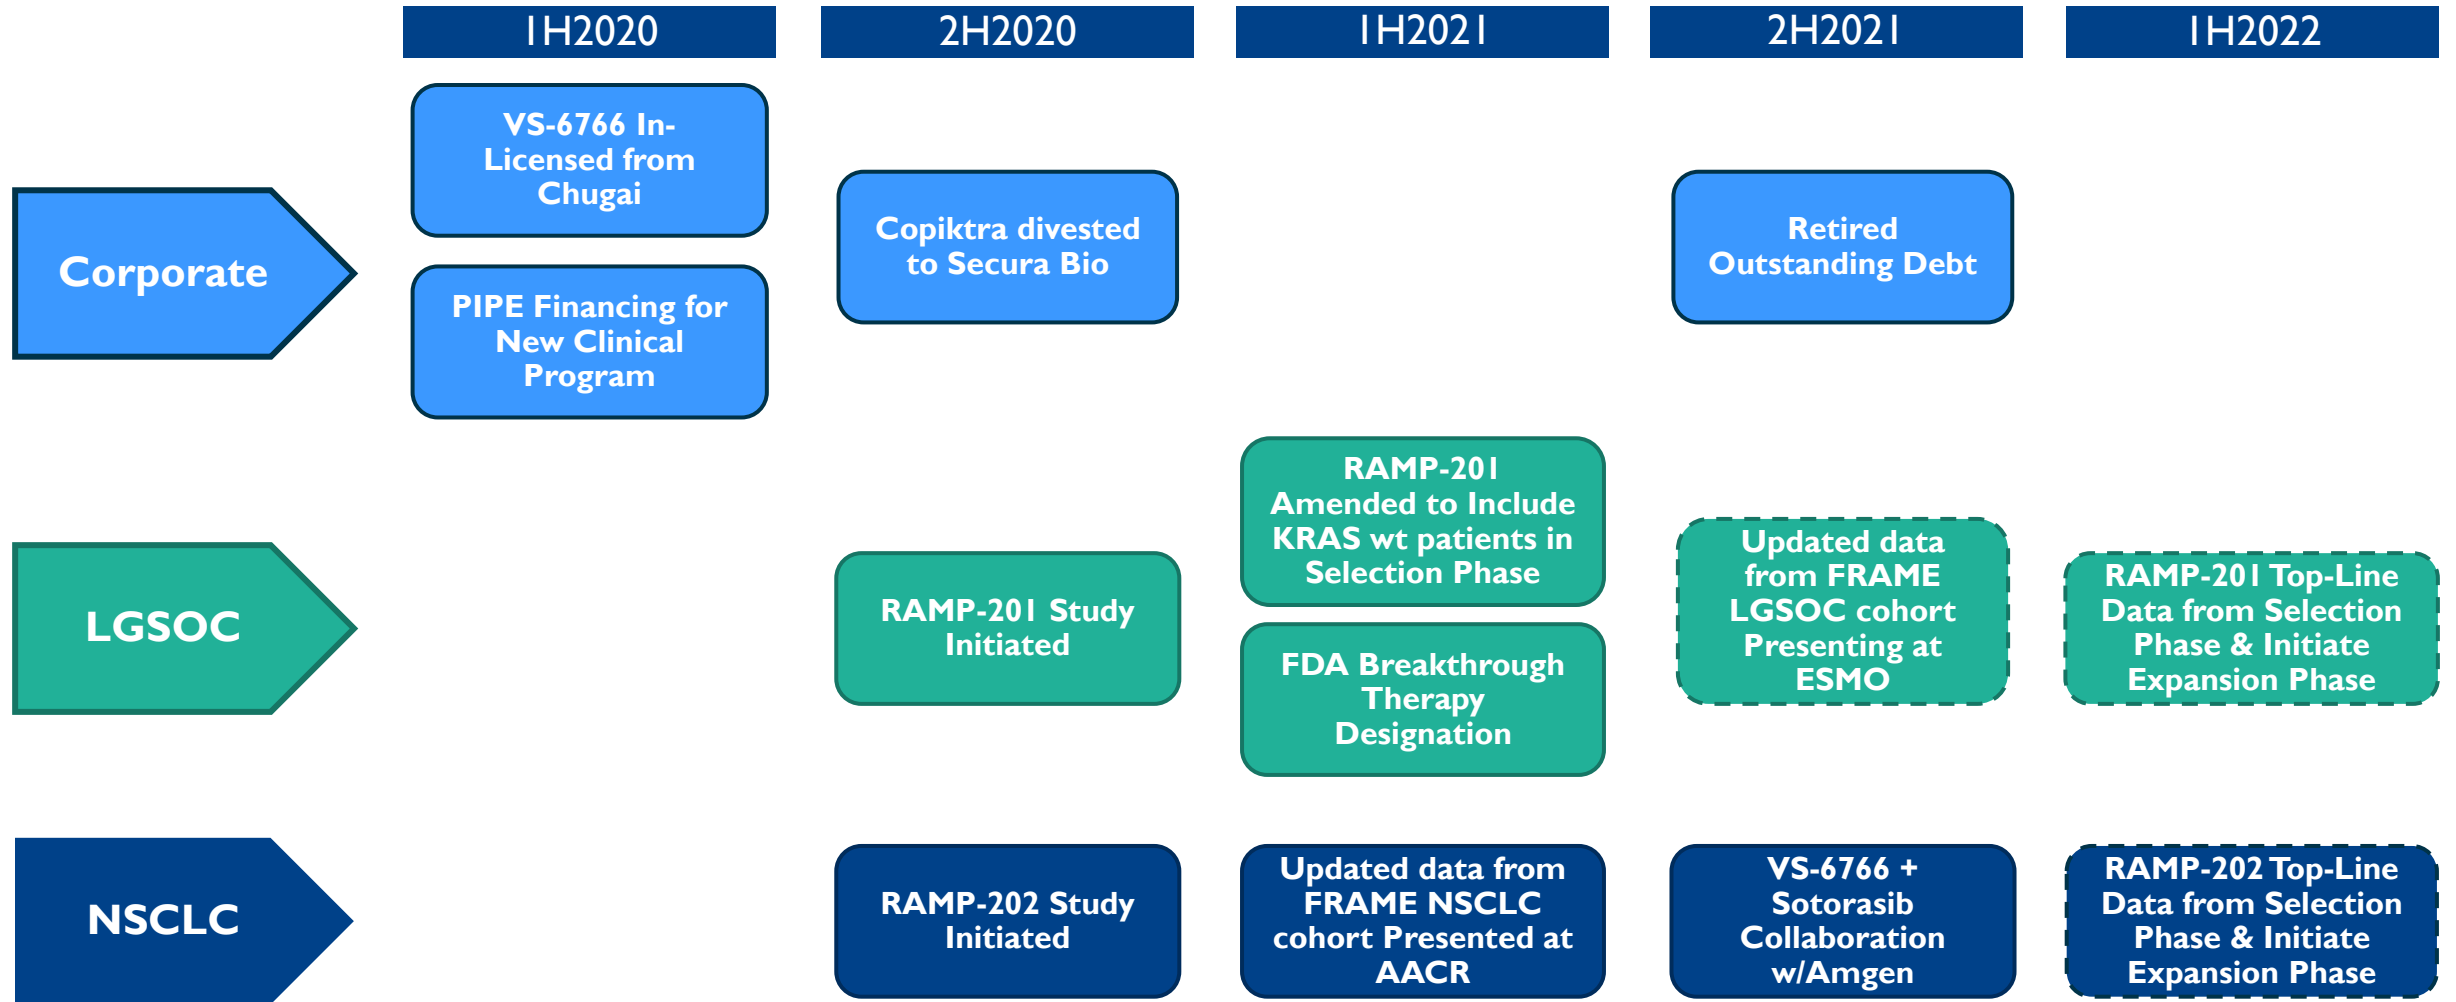 1H2020
2H2020
1H2021
2H2021
1H2022
Corporate
VS-6766 In-
Licensed from
Chugai
PIPE Financing for
New Clinical
Program
Copiktra divested
to Secura Bio
Retired
Outstanding Debt
LGSOC
RAMP-201 Study
Initiated
RAMP-201
Amended to Include
KRAS wt patients in
Selection Phase
FDA Breakthrough
Therapy
Designation
Updated data
from FRAME
LGSOC cohort
Presenting at
ESMO
RAMP-201 Top-Line
Data from Selection
Phase & Initiate
Expansion Phase
NSCLC
RAMP-202 Study
Initiated
Updated data from
FRAME NSCLC
cohort Presented at
AACR
VS-6766 +
Sotorasib
Collaboration
w/Amgen
RAMP-202 Top-Line
Data from Selection
Phase & Initiate
Expansion Phase